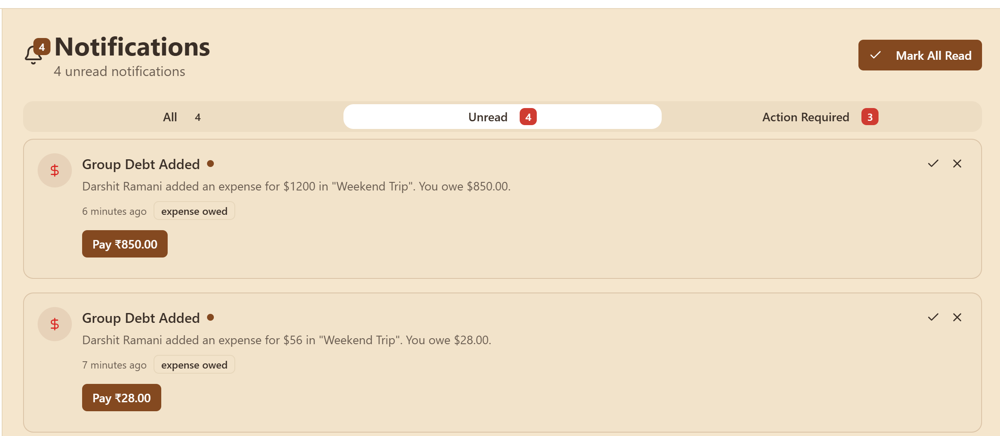 4
Notifications
4 unread notifications
Mark All Read
All 4
Unread 4
Action Required 3
$
Group Debt Added
Darshit Ramani added an expense for $1200 in "Weekend Trip". You owe $850.00.
6 minutes ago expense owed
Pay ₹850.00
$
Group Debt Added
Darshit Ramani added an expense for $56 in "Weekend Trip". You owe $28.00.
7 minutes ago expense owed
Pay ₹28.00